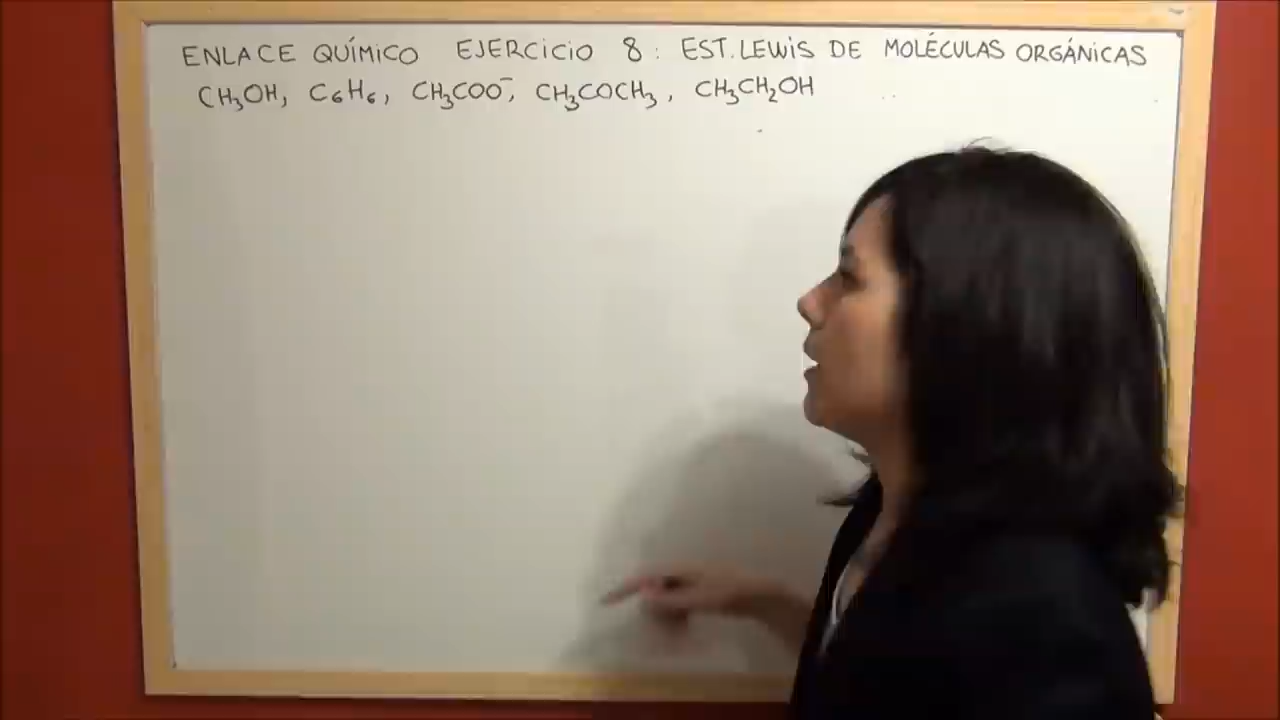 ENLACE QUÍMICO EJERCICIO 8: EST. LEWIS DE MOLÉCULAS ORGÁNICAS
CH₃OH, C₆H₆, CH₃COO⁻, CH₃COCH₃, CH₃CH₂OH